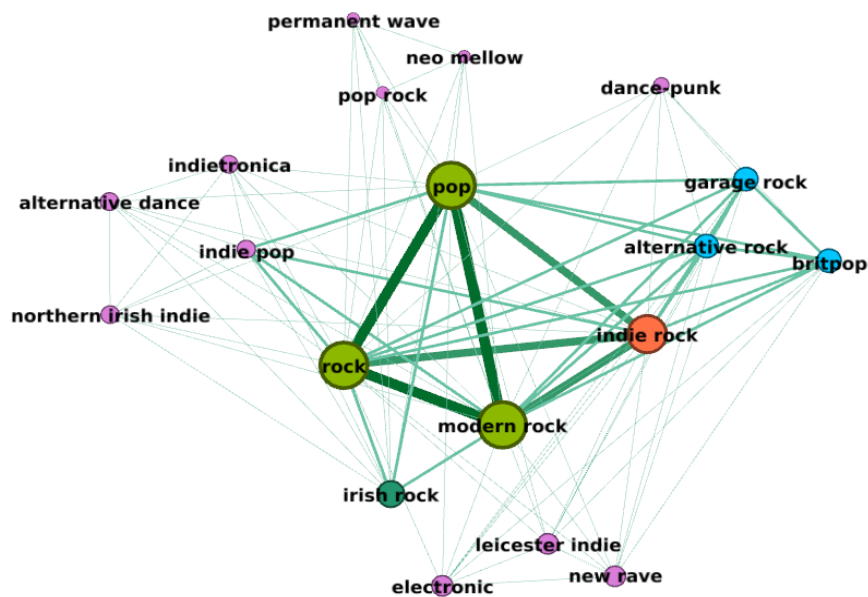 permanent wave
neo mellow
pop rock
dance-punk
indietronica
pop
garage rock
alternative dance
indie pop
alternative rock
britpop
northern irish indie
indie rock
rock
modern rock
irish rock
leicester indie
electronic
new rave